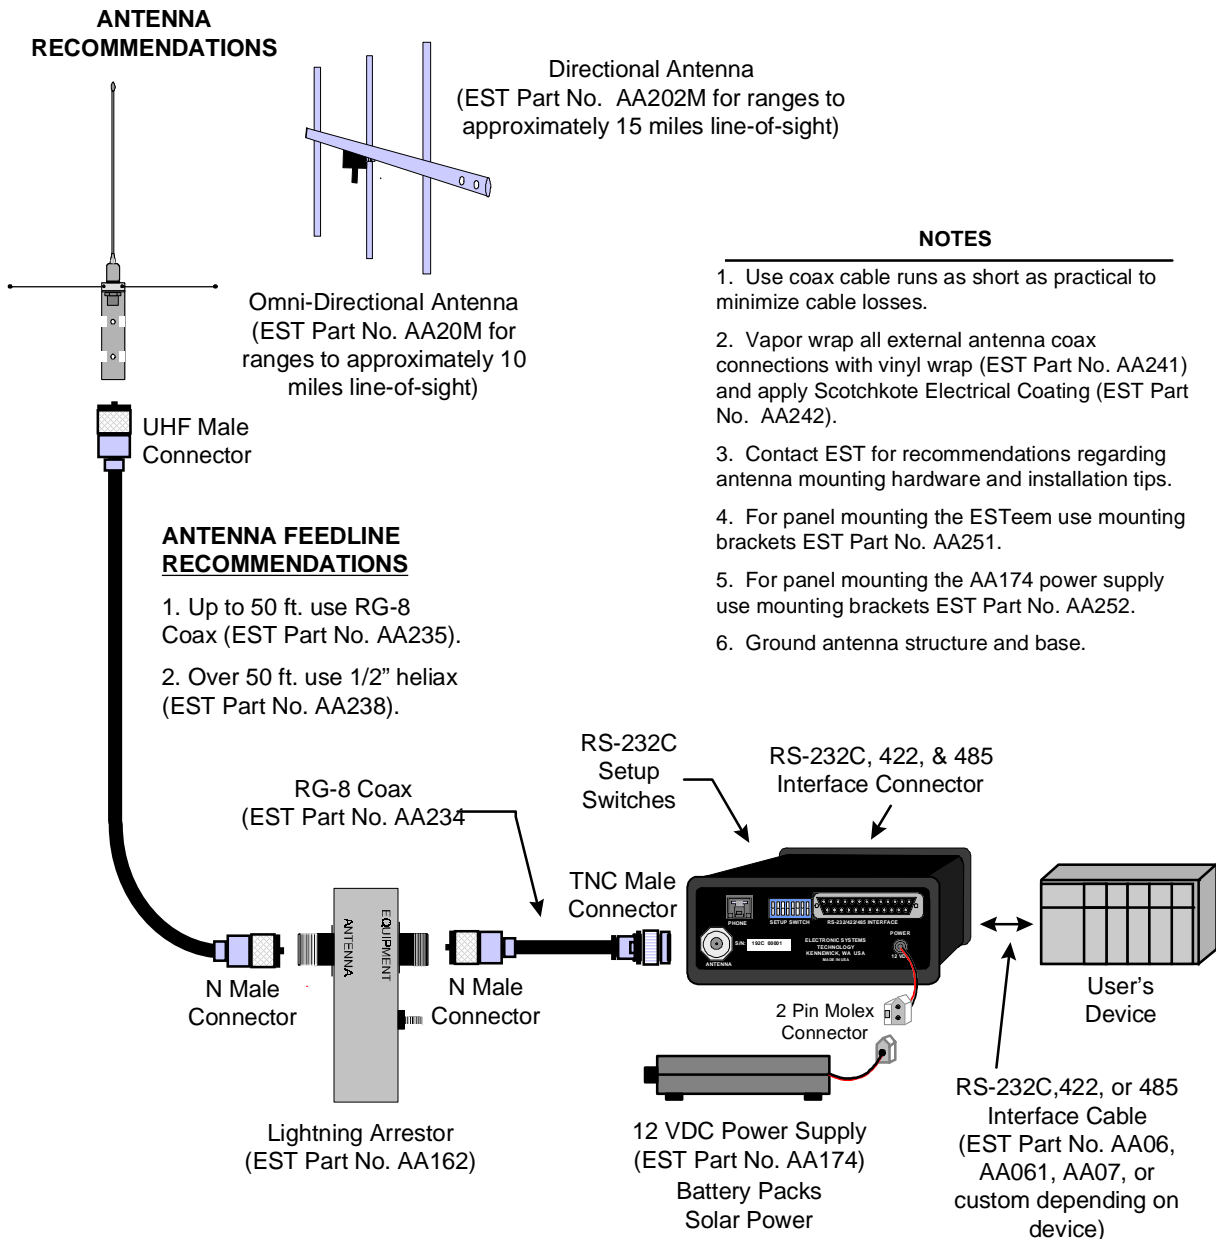 ANTENNA
RECOMMENDATIONS
Directional Antenna
(EST Part No. AA202M for ranges to
approximately 15 miles line-of-sight)
Omni-Directional Antenna
(EST Part No. AA20M for
ranges to approximately 10
miles line-of-sight)
NOTES
1. Use coax cable runs as short as practical to
minimize cable losses.
2. Vapor wrap all external antenna coax
connections with vinyl wrap (EST Part No. AA241)
and apply Scotchkote Electrical Coating (EST Part
No. AA242).
3. Contact EST for recommendations regarding
antenna mounting hardware and installation tips.
4. For panel mounting the ESTeem use mounting
brackets EST Part No. AA251.
5. For panel mounting the AA174 power supply
use mounting brackets EST Part No. AA252.
6. Ground antenna structure and base.
UHF Male
Connector
ANTENNA FEEDLINE
RECOMMENDATIONS
1. Up to 50 ft. use RG-8
Coax (EST Part No. AA235).
2. Over 50 ft. use 1/2” heliax
(EST Part No. AA238).
RG-8 Coax
(EST Part No. AA234
RS-232C
Setup
Switches
RS-232C, 422, & 485
Interface Connector
TNC Male
Connector
N Male
Connector
ANTENNA
EQUIPMENT
N Male
Connector
PHONE
SETUP SWITCH
RS-232/422/485 INTERFACE
S/N: 192C 00001
ELECTRONIC SYSTEMS
TECHNOLOGY
KENNEWICK, WA USA
MADE IN USA
POWER
12 VDC
ANTENNA
2 Pin Molex
Connector
User's
Device
Lightning Arrestor
(EST Part No. AA162)
12 VDC Power Supply
(EST Part No. AA174)
Battery Packs
Solar Power
RS-232C,422, or 485
Interface Cable
(EST Part No. AA06,
AA061, AA07, or
custom depending on
device)